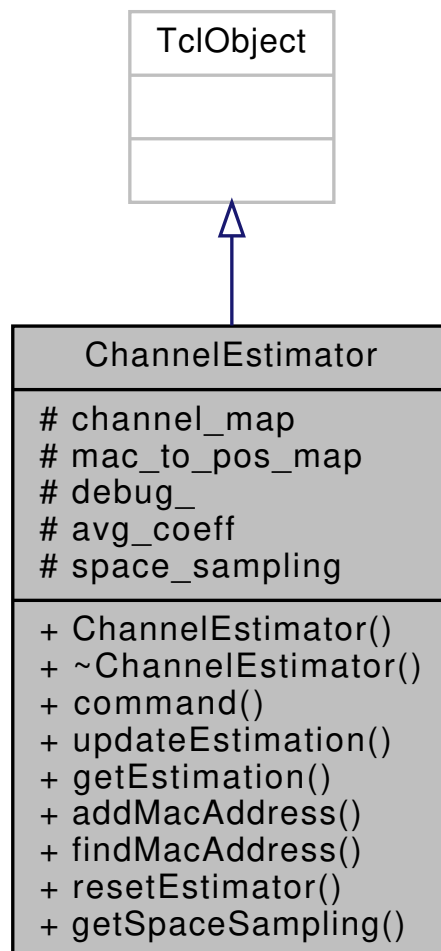 TclObject
ChannelEstimator
# channel_map
# mac_to_pos_map
# debug_
# avg_coeff
# space_sampling
+ ChannelEstimator()
+ ~ChannelEstimator()
+ command()
+ updateEstimation()
+ getEstimation()
+ addMacAddress()
+ findMacAddress()
+ resetEstimator()
+ getSpaceSampling()